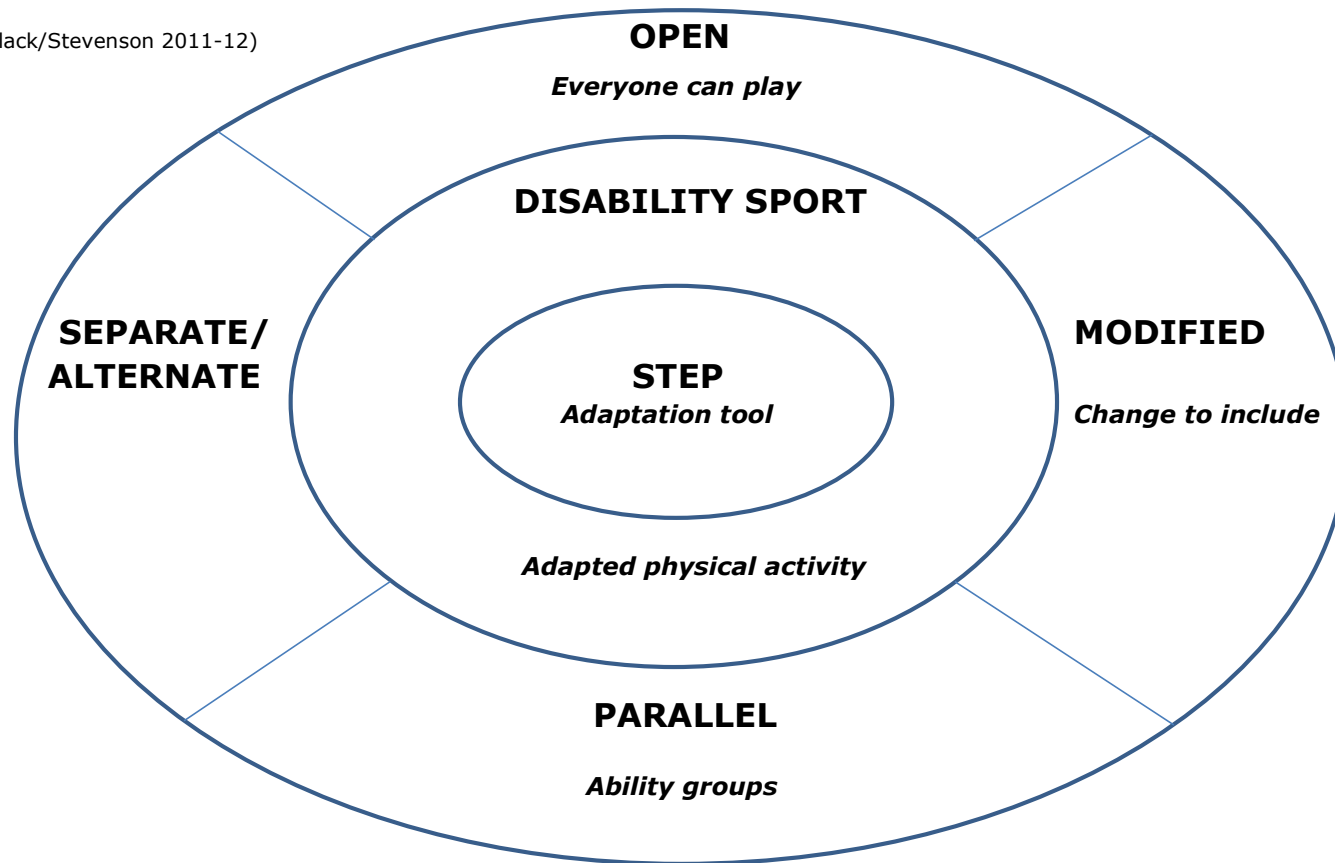 lack/Stevenson 2011-12)
OPEN
Everyone can play
DISABILITY SPORT
SEPARATE/
ALTERNATE
MODIFIED
STEP
Adaptation tool
Change to include
Adapted physical activity
PARALLEL
Ability groups